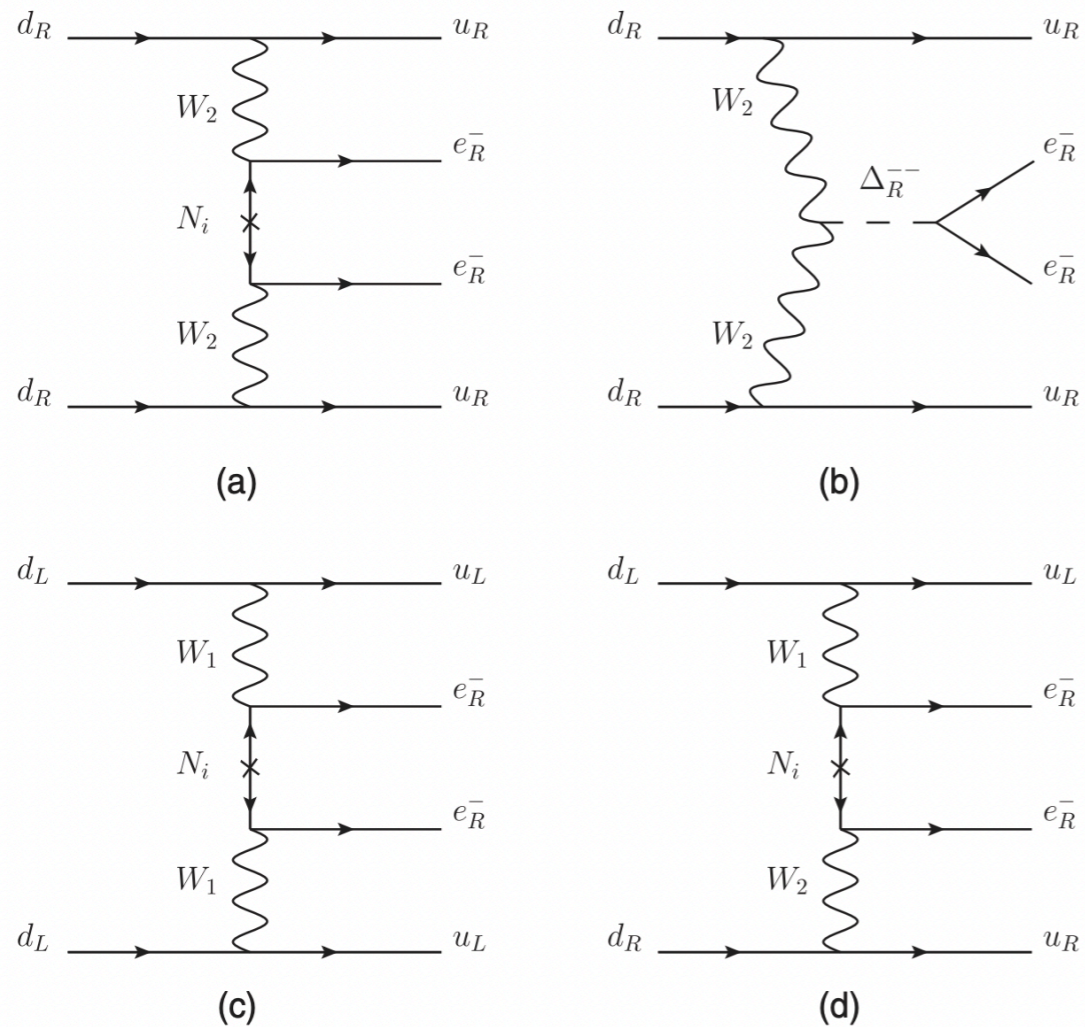 d_R u_R d_R u_R
W_2 W_2
e_R^- Δ_R^{--} e_R^-
N_i
e_R^- e_R^-
W_2 W_2
d_R u_R d_R u_R
(a) (b)
d_L u_L d_L u_L
W_1 W_1
e_R^- e_R^-
N_i N_i
e_R^- e_R^-
W_1 W_2
d_L u_L d_R u_R
(c) (d)